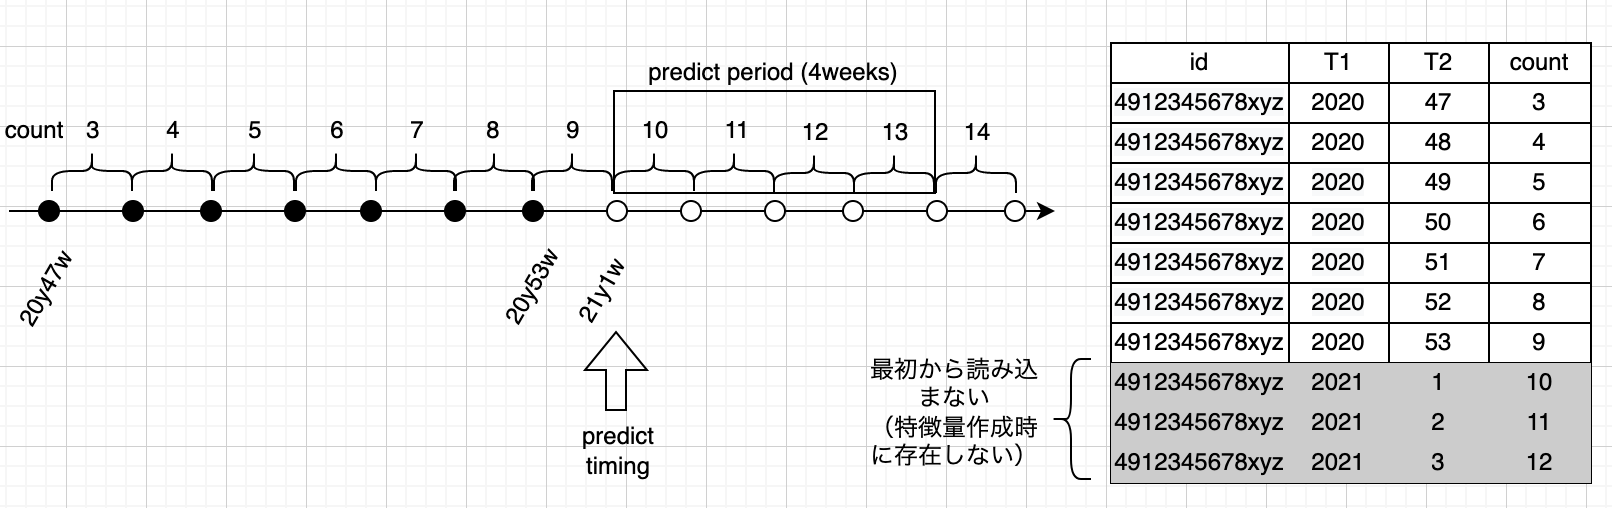 predict period (4weeks)
count 3 4 5 6 7 8 9 10 11 12 13 14
20y47w 20y53w 21y1w
predict
timing
最初から読み込
まない
（特徴量作成時
に存在しない）
id T1 T2 count
4912345678xyz 2020 47 3
4912345678xyz 2020 48 4
4912345678xyz 2020 49 5
4912345678xyz 2020 50 6
4912345678xyz 2020 51 7
4912345678xyz 2020 52 8
4912345678xyz 2020 53 9
4912345678xyz 2021 1 10
4912345678xyz 2021 2 11
4912345678xyz 2021 3 12